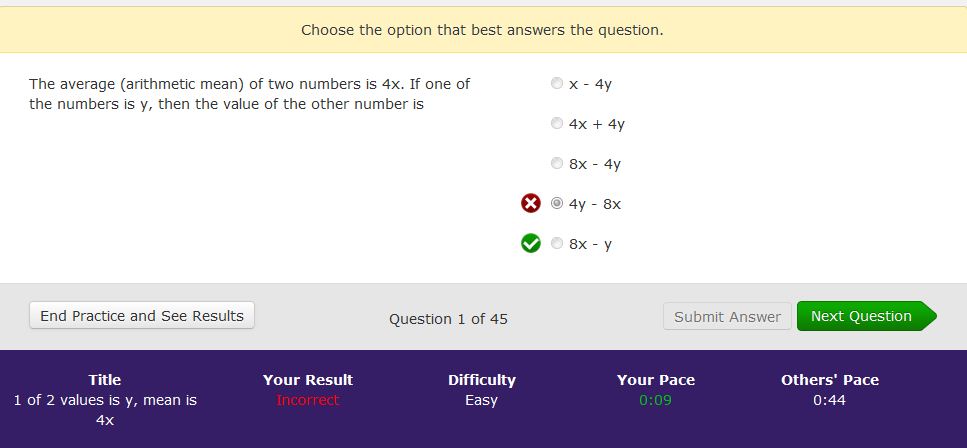 Choose the option that best answers the question.
The average (arithmetic mean) of two numbers is 4x. If one of
the numbers is y, then the value of the other number is
x - 4y
4x + 4y
8x - 4y
4y - 8x
8x - y
End Practice and See Results
Question 1 of 45
Submit Answer
Next Question
Title
1 of 2 values is y, mean is
4x
Your Result
Incorrect
Difficulty
Easy
Your Pace
0:09
Others' Pace
0:44